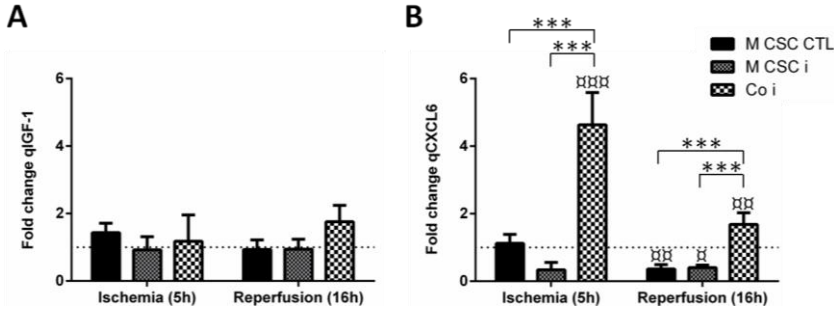 A
Fold change qIGF-1
6
4
2
0
Ischemia (5h) Reperfusion (16h)
B
Fold change qCXCL6
6
4
2
0
***
***
¤¤¤
***
***
¤¤
¤¤ ¤
Ischemia (5h) Reperfusion (16h)
M CSC CTL
M CSC i
Co i